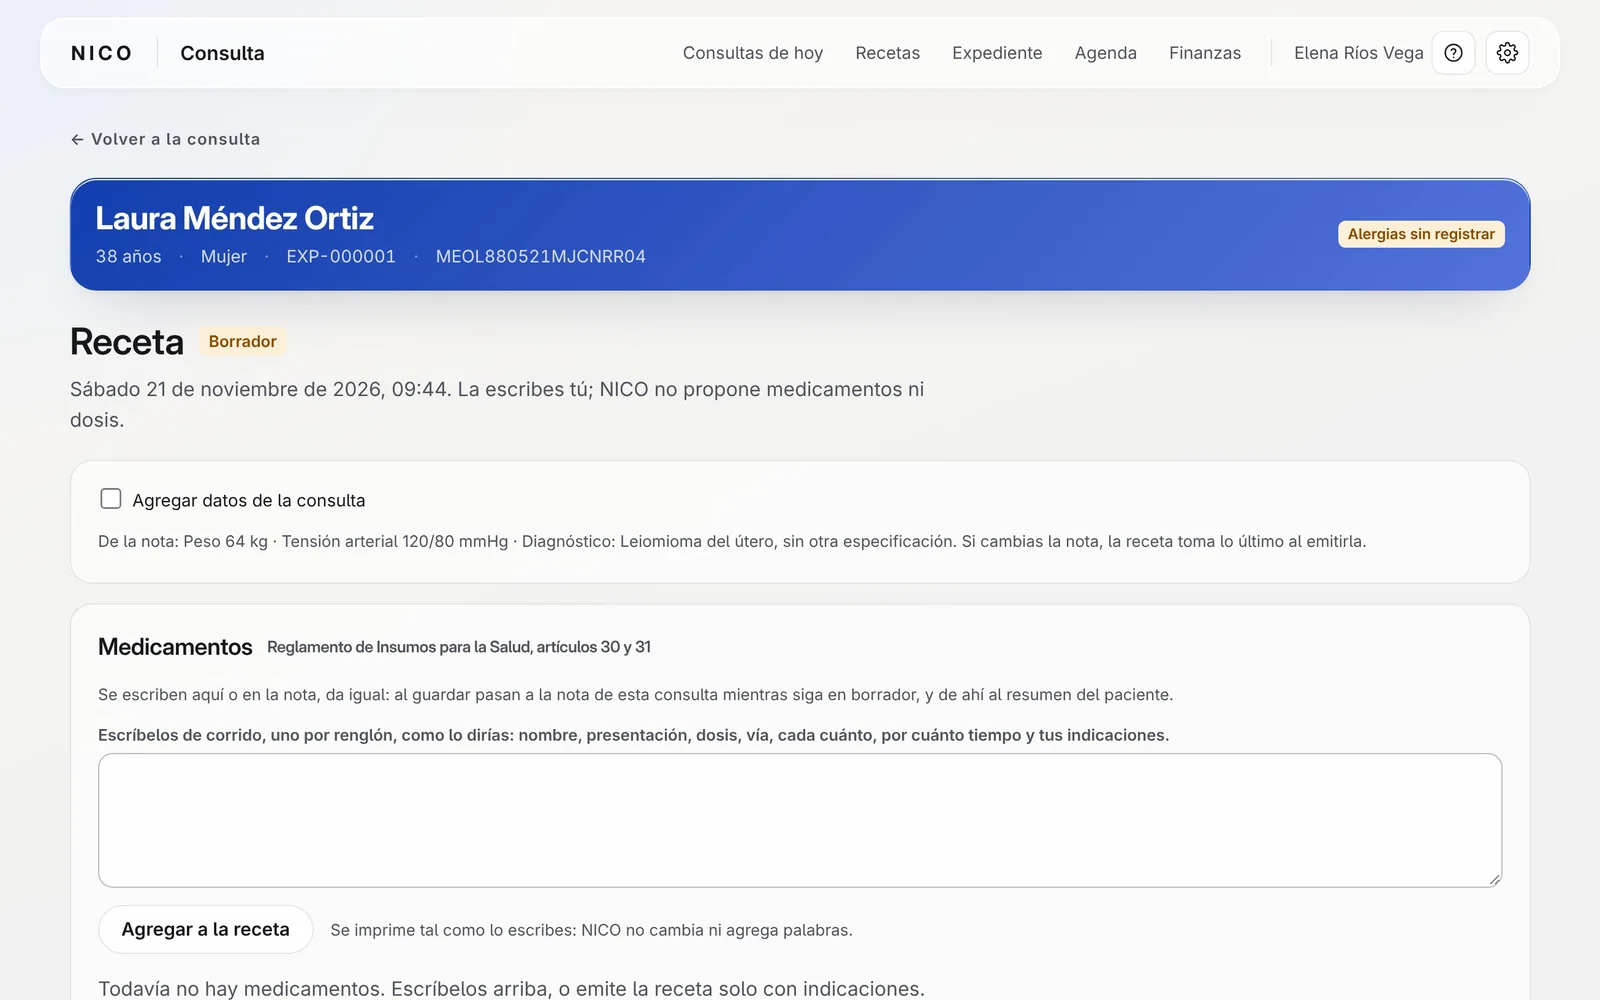 NICO
Consulta
Consultas de hoy
Recetas
Expediente
Agenda
Finanzas
Elena Ríos Vega
← Volver a la consulta
Laura Méndez Ortiz
38 años · Mujer · EXP-000001 · MEOL880521MJCNRR04
Alergias sin registrar
Receta
Borrador
Sábado 21 de noviembre de 2026, 09:44. La escribes tú; NICO no propone medicamentos ni
dosis.
Agregar datos de la consulta
De la nota: Peso 64 kg · Tensión arterial 120/80 mmHg · Diagnóstico: Leiomioma del útero, sin otra especificación. Si cambias la nota, la receta toma lo último al emitirla.
Medicamentos
Reglamento de Insumos para la Salud, artículos 30 y 31
Se escriben aquí o en la nota, da igual: al guardar pasan a la nota de esta consulta mientras siga en borrador, y de ahí al resumen del paciente.
Escríbelos de corrido, uno por renglón, como lo dirías: nombre, presentación, dosis, vía, cada cuánto, por cuánto tiempo y tus indicaciones.
Agregar a la receta
Se imprime tal como lo escribes: NICO no cambia ni agrega palabras.
Todavía no hay medicamentos. Escríbelos arriba, o emite la receta solo con indicaciones.